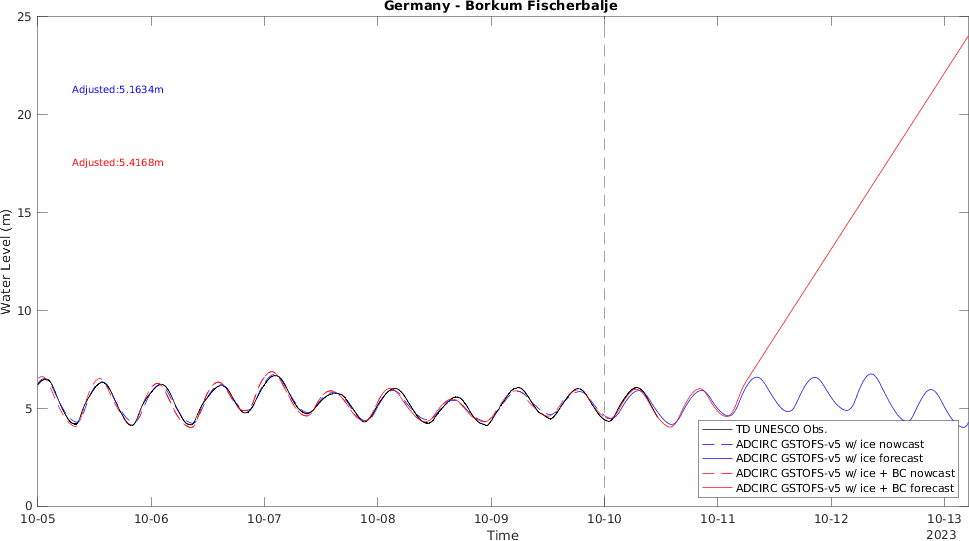 Germany - Borkum Fischerbalje
25
20
15
10
5
0
Water Level (m)
Adjusted:5.1634m
Adjusted:5.4168m
TD UNESCO Obs.
ADCIRC GSTOFS-v5 w/ ice nowcast
ADCIRC GSTOFS-v5 w/ ice forecast
ADCIRC GSTOFS-v5 w/ ice + BC nowcast
ADCIRC GSTOFS-v5 w/ ice + BC forecast
10-05 10-06 10-07 10-08 10-09 10-10 10-11 10-12 10-13
2023
Time